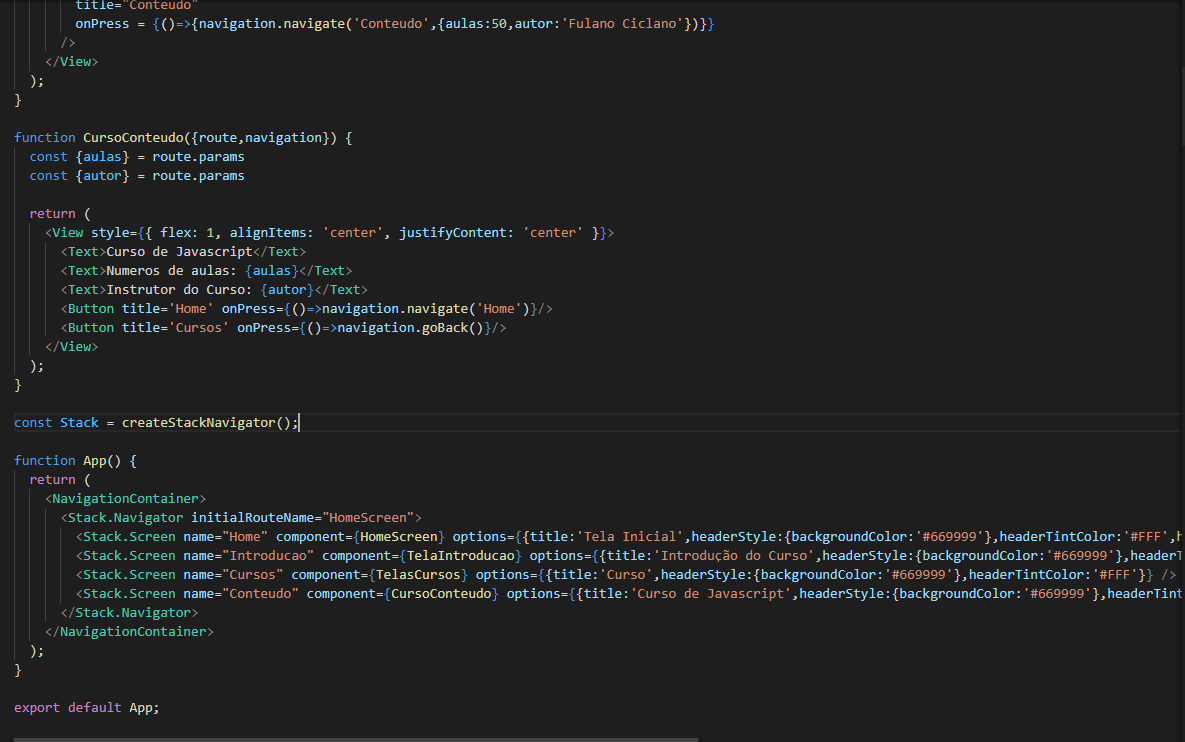 title="Conteudo"
onPress = {()=>{navigation.navigate('Conteudo',{aulas:50,autor:'Fulano Ciclano'})}}
/>
</View>
);
}
function CursoConteudo({route,navigation}) {
const {aulas} = route.params
const {autor} = route.params
return (
<View style={{ flex: 1, alignItems: 'center', justifyContent: 'center' }}>
<Text>Curso de Javascript</Text>
<Text>Numeros de aulas: {aulas}</Text>
<Text>Instrutor do Curso: {autor}</Text>
<Button title='Home' onPress={()=>navigation.navigate('Home')}/>
<Button title='Cursos' onPress={()=>navigation.goBack()}/>
</View>
);
}
const Stack = createStackNavigator();
function App() {
return (
<NavigationContainer>
<Stack.Navigator initialRouteName="HomeScreen">
<Stack.Screen name="Home" component={HomeScreen} options={{title:'Tela Inicial',headerStyle:{backgroundColor:'#669999'},headerTintColor:'#FFF',
<Stack.Screen name="Introducao" component={TelaIntroducao} options={{title:'Introdução do Curso',headerStyle:{backgroundColor:'#669999'},headerT
<Stack.Screen name="Cursos" component={TelasCursos} options={{title:'Curso',headerStyle:{backgroundColor:'#669999'},headerTintColor:'#FFF'}} />
<Stack.Screen name="Conteudo" component={CursoConteudo} options={{title:'Curso de Javascript',headerStyle:{backgroundColor:'#669999'},headerTint
</Stack.Navigator>
</NavigationContainer>
);
}
export default App;